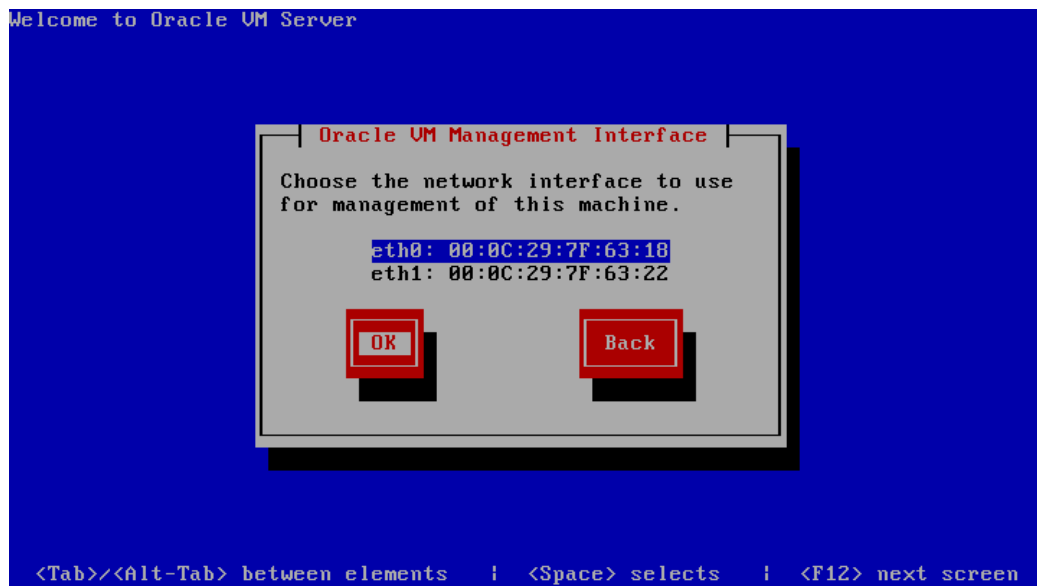 Welcome to Oracle VM Server
Oracle VM Management Interface
Choose the network interface to use
for management of this machine.
eth0: 00:0C:29:7F:63:18
eth1: 00:0C:29:7F:63:22
OK Back
<Tab>/<Alt-Tab> between elements | <Space> selects | <F12> next screen